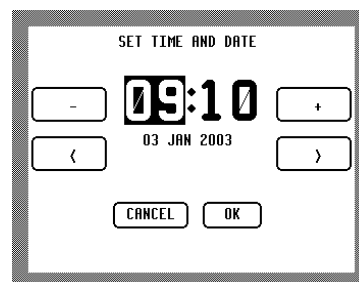 SET TIME AND DATE
- 09:10 +
< 03 JAN 2003 >
CANCEL OK